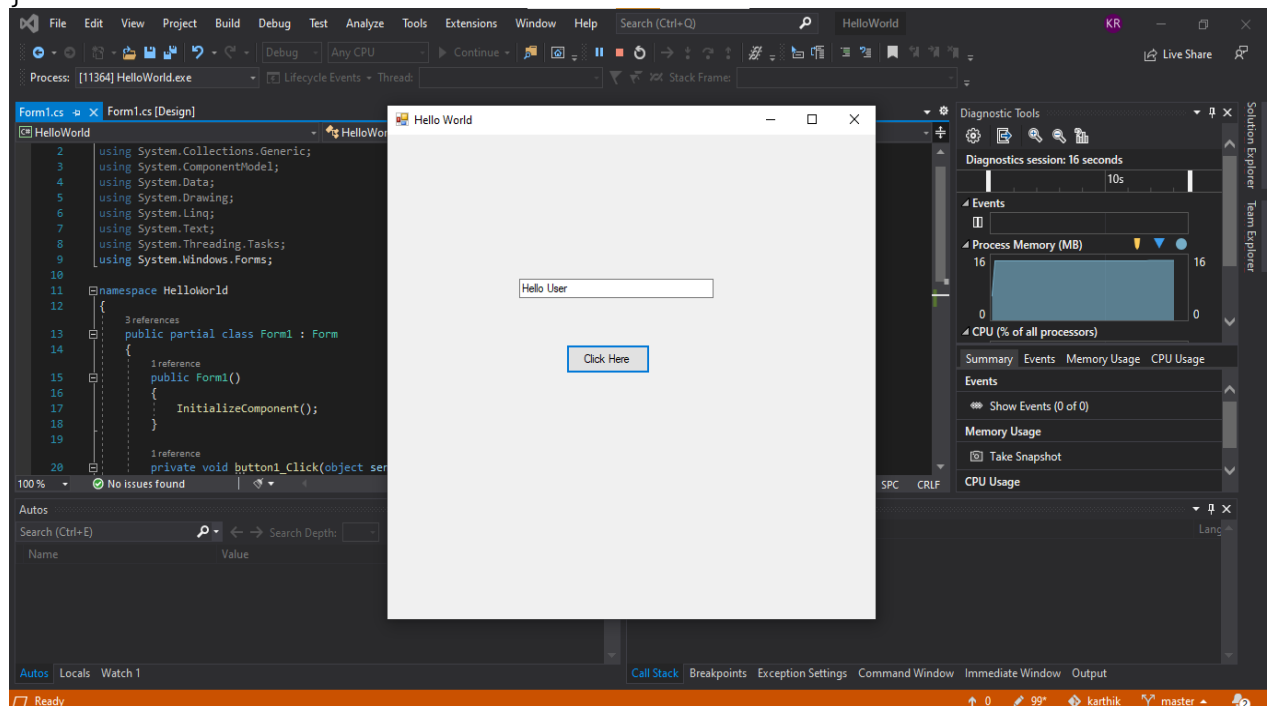 File Edit View Project Build Debug Test Analyze Tools Extensions Window Help Search (Ctrl+Q) HelloWorld KR
Debug Any CPU Continue Live Share
Process: [11364] HelloWorld.exe Lifecycle Events Thread: Stack Frame:
Form1.cs Form1.cs [Design]
HelloWorld HelloWor
2 using System.Collections.Generic;
3 using System.ComponentModel;
4 using System.Data;
5 using System.Drawing;
6 using System.Linq;
7 using System.Text;
8 using System.Threading.Tasks;
9 using System.Windows.Forms;
10
11 namespace HelloWorld
12 {
3 references
13 public partial class Form1 : Form
14 {
1 reference
15 public Form1()
16 {
17 InitializeComponent();
18 }
19
1 reference
20 private void button1_Click(object ser
100 % No issues found SPC CRLF
Hello World
Hello User
Click Here
Diagnostic Tools
Diagnostics session: 16 seconds
10s
Events
Process Memory (MB)
16 16
0 0
CPU (% of all processors)
Summary Events Memory Usage CPU Usage
Events
Show Events (0 of 0)
Memory Usage
Take Snapshot
CPU Usage
Solution Explorer
Team Explorer
Autos
Search (Ctrl+E) Search Depth:
Name Value
Lang
Autos Locals Watch 1
Call Stack Breakpoints Exception Settings Command Window Immediate Window Output
Ready 0 99* karthik master